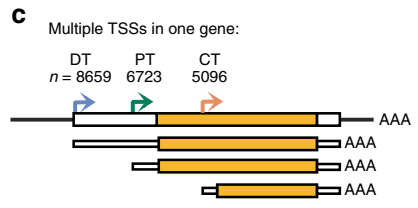 c
Multiple TSSs in one gene:
DT PT CT
n = 8659 6723 5096
AAA
AAA
AAA
AAA